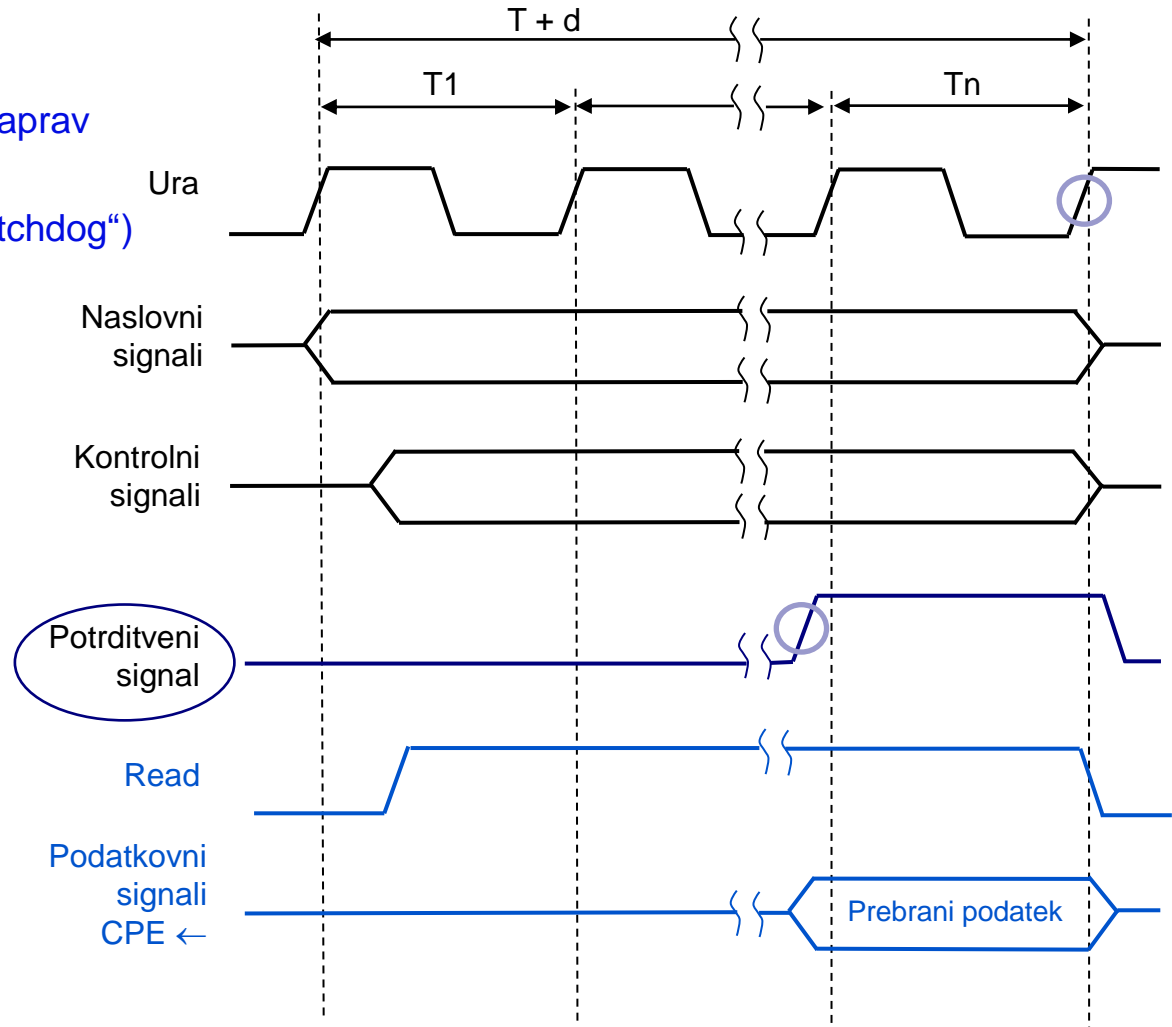 T + d
T1
Tn
aprav
Ura
tchdog“)
Naslovni
signali
Kontrolni
signali
Potrditveni
signal
Read
Podatkovni
signali
CPE ←
Prebrani podatek